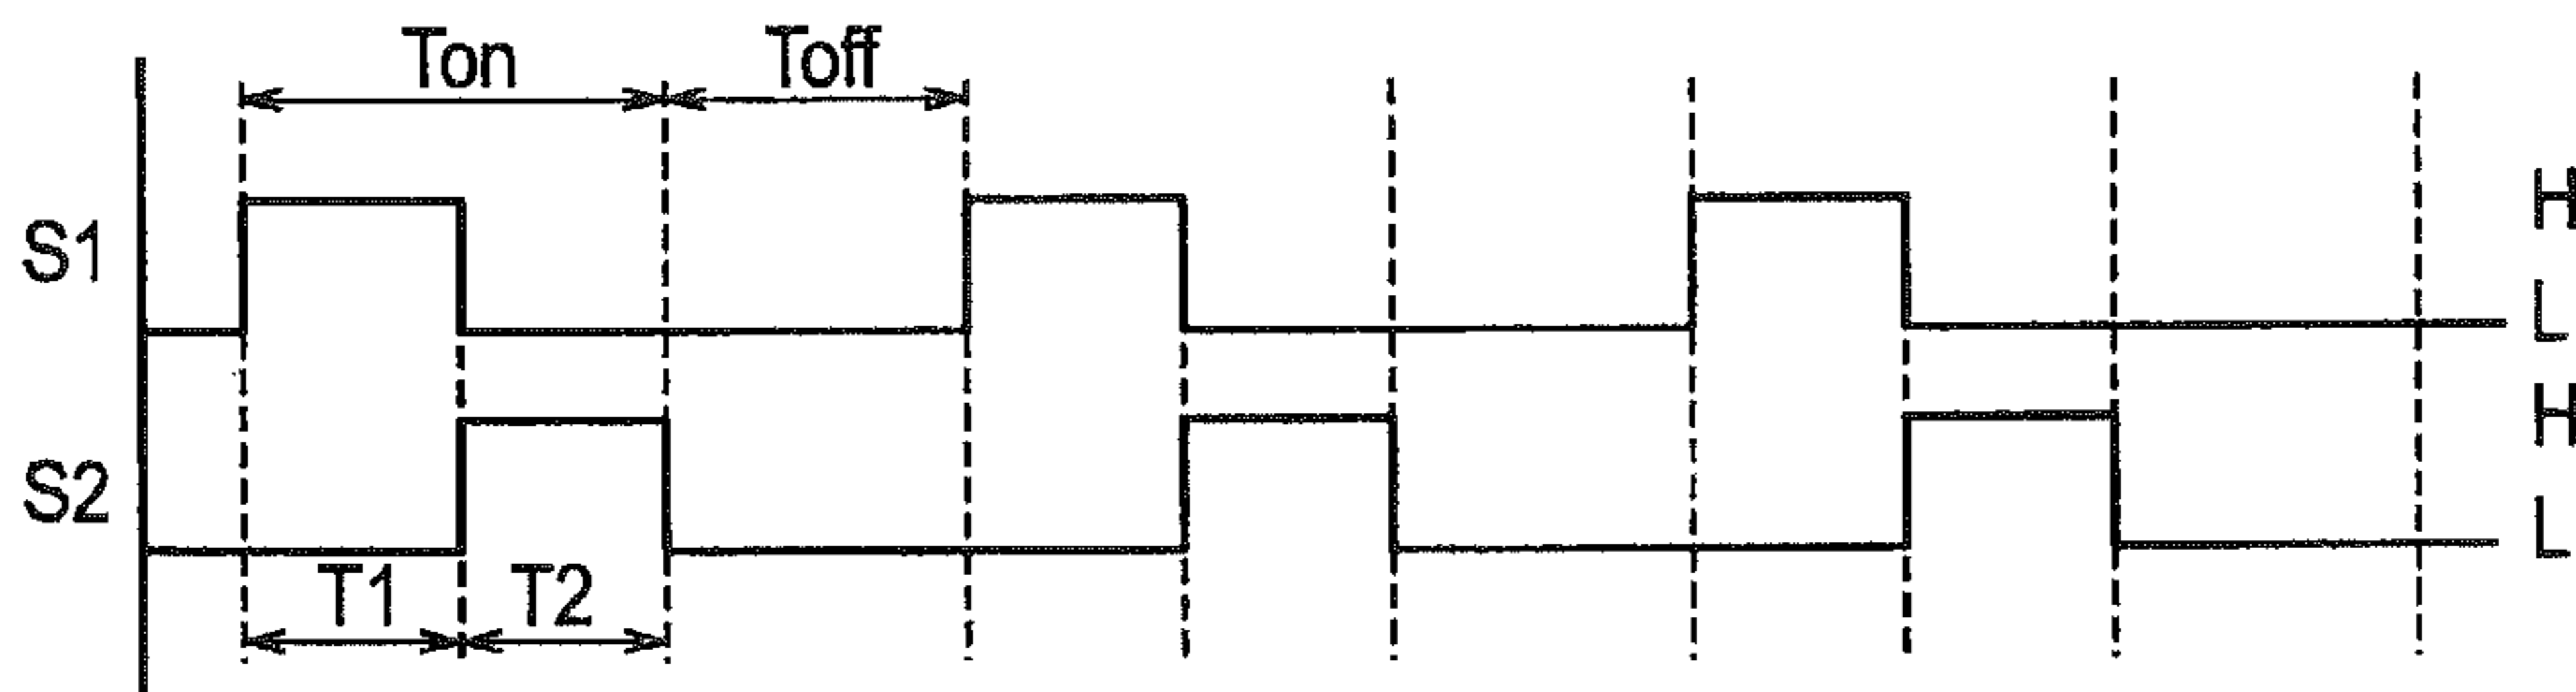 Ton Toff
S1 H
L
S2 H
L
T1 T2